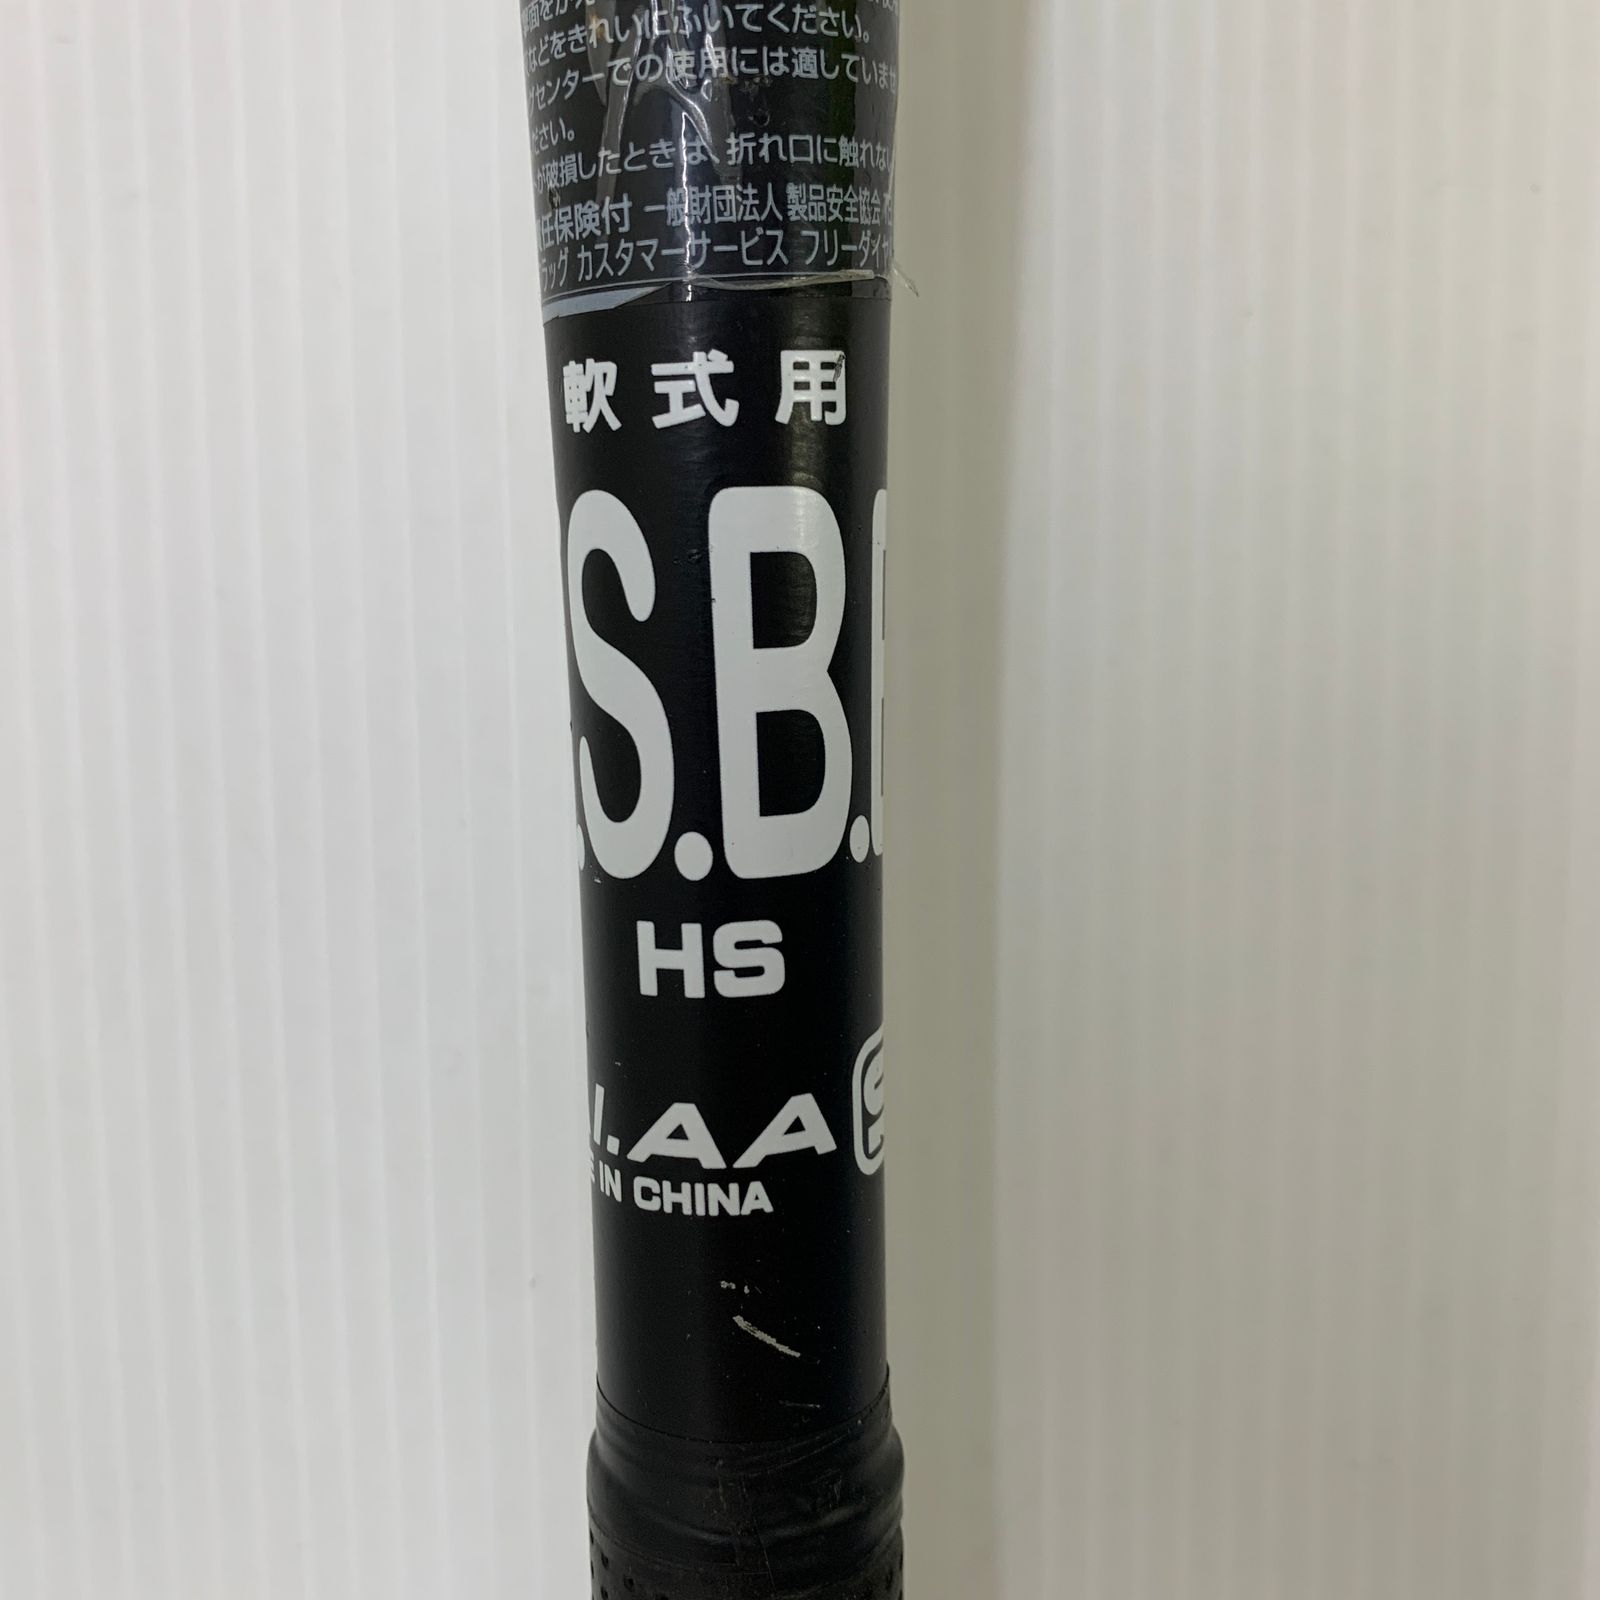 などをきれいにふいてください。
センターでの使用には適していませ
ださい。
が破損したときは、折れ口に触れな
任保険付 一般財団法人 製品安全協会
ラッグ カスタマーサービス フリーダイヤ
軟式用
.S.B.
HS
.AA
IN CHINA